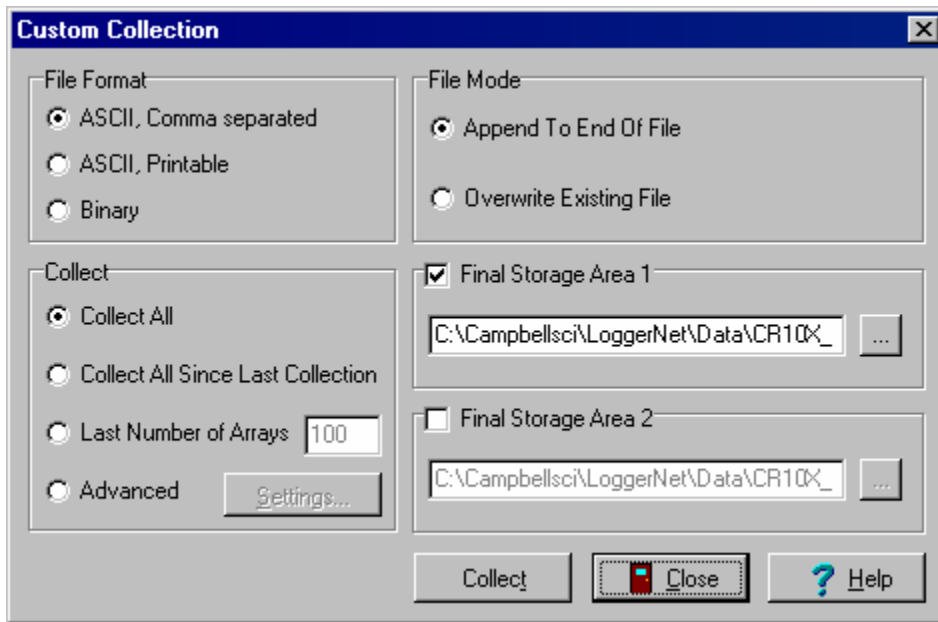 Custom Collection
File Format
ASCII, Comma separated
ASCII, Printable
Binary
File Mode
Append To End Of File
Overwrite Existing File
Collect
Collect All
Collect All Since Last Collection
Last Number of Arrays 100
Advanced Settings...
Final Storage Area 1
C:\Campbellsci\LoggerNet\Data\CR10X_ ...
Final Storage Area 2
C:\Campbellsci\LoggerNet\Data\CR10X_ ...
Collect Close ? Help